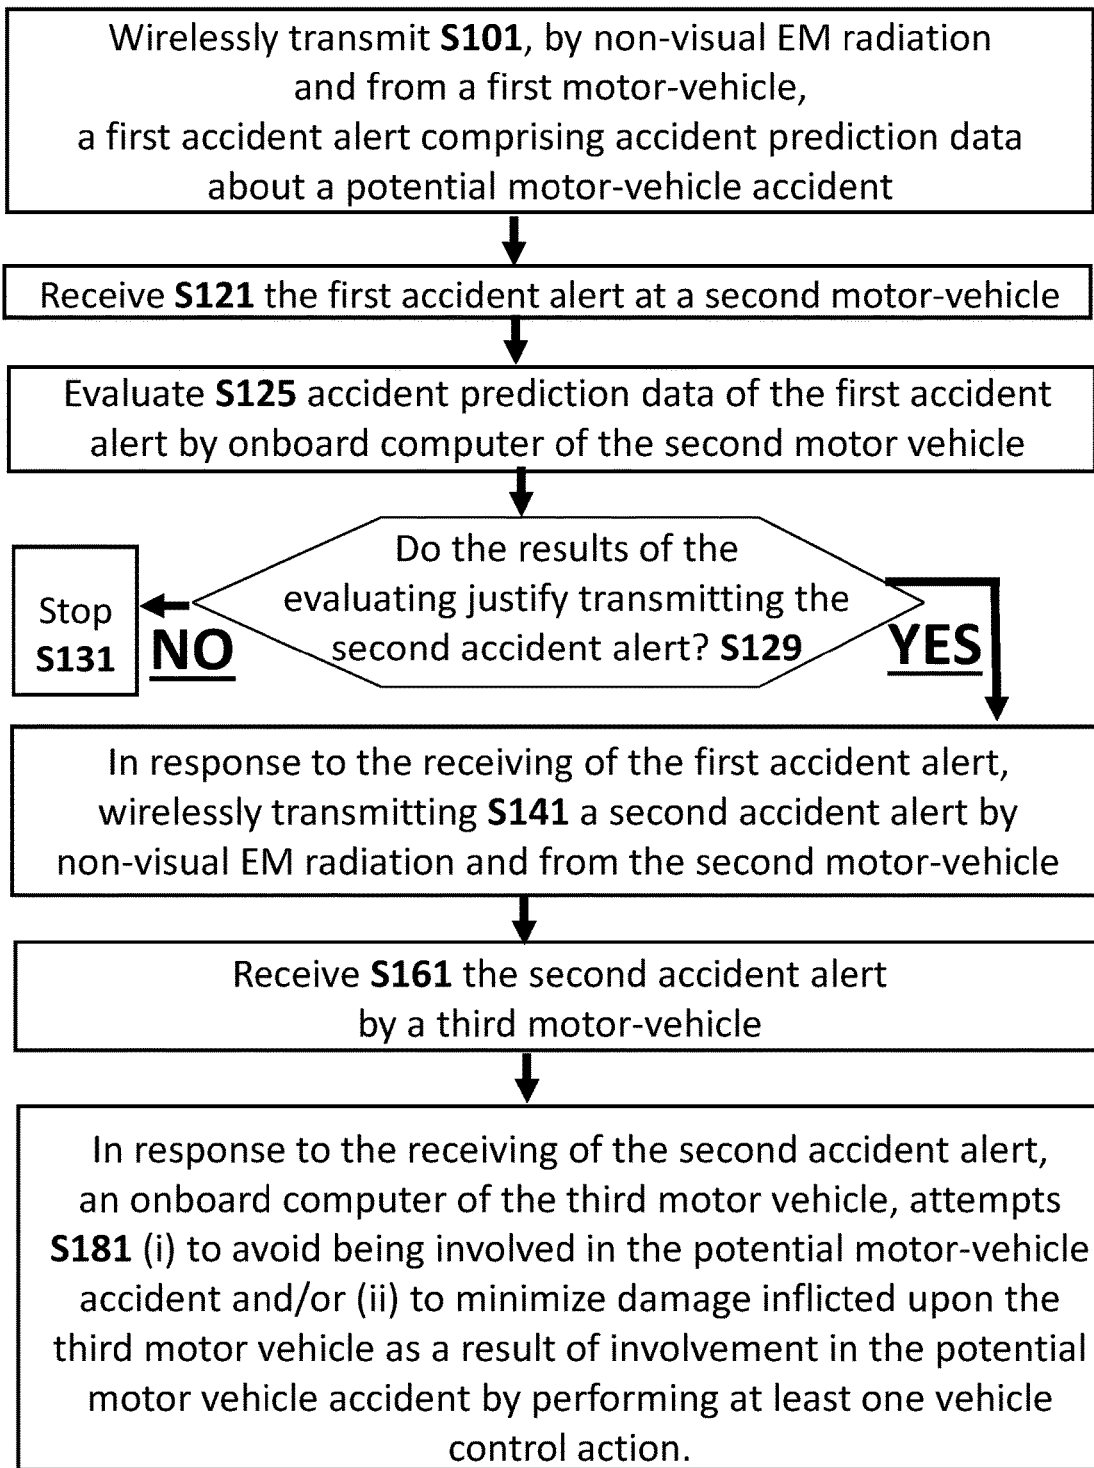 Wirelessly transmit S101, by non-visual EM radiation
and from a first motor-vehicle,
a first accident alert comprising accident prediction data
about a potential motor-vehicle accident
Receive S121 the first accident alert at a second motor-vehicle
Evaluate S125 accident prediction data of the first accident
alert by onboard computer of the second motor vehicle
Do the results of the
evaluating justify transmitting the
second accident alert? S129
Stop
S131
NO
YES
In response to the receiving of the first accident alert,
wirelessly transmitting S141 a second accident alert by
non-visual EM radiation and from the second motor-vehicle
Receive S161 the second accident alert
by a third motor-vehicle
In response to the receiving of the second accident alert,
an onboard computer of the third motor vehicle, attempts
S181 (i) to avoid being involved in the potential motor-vehicle
accident and/or (ii) to minimize damage inflicted upon the
third motor vehicle as a result of involvement in the potential
motor vehicle accident by performing at least one vehicle
control action.